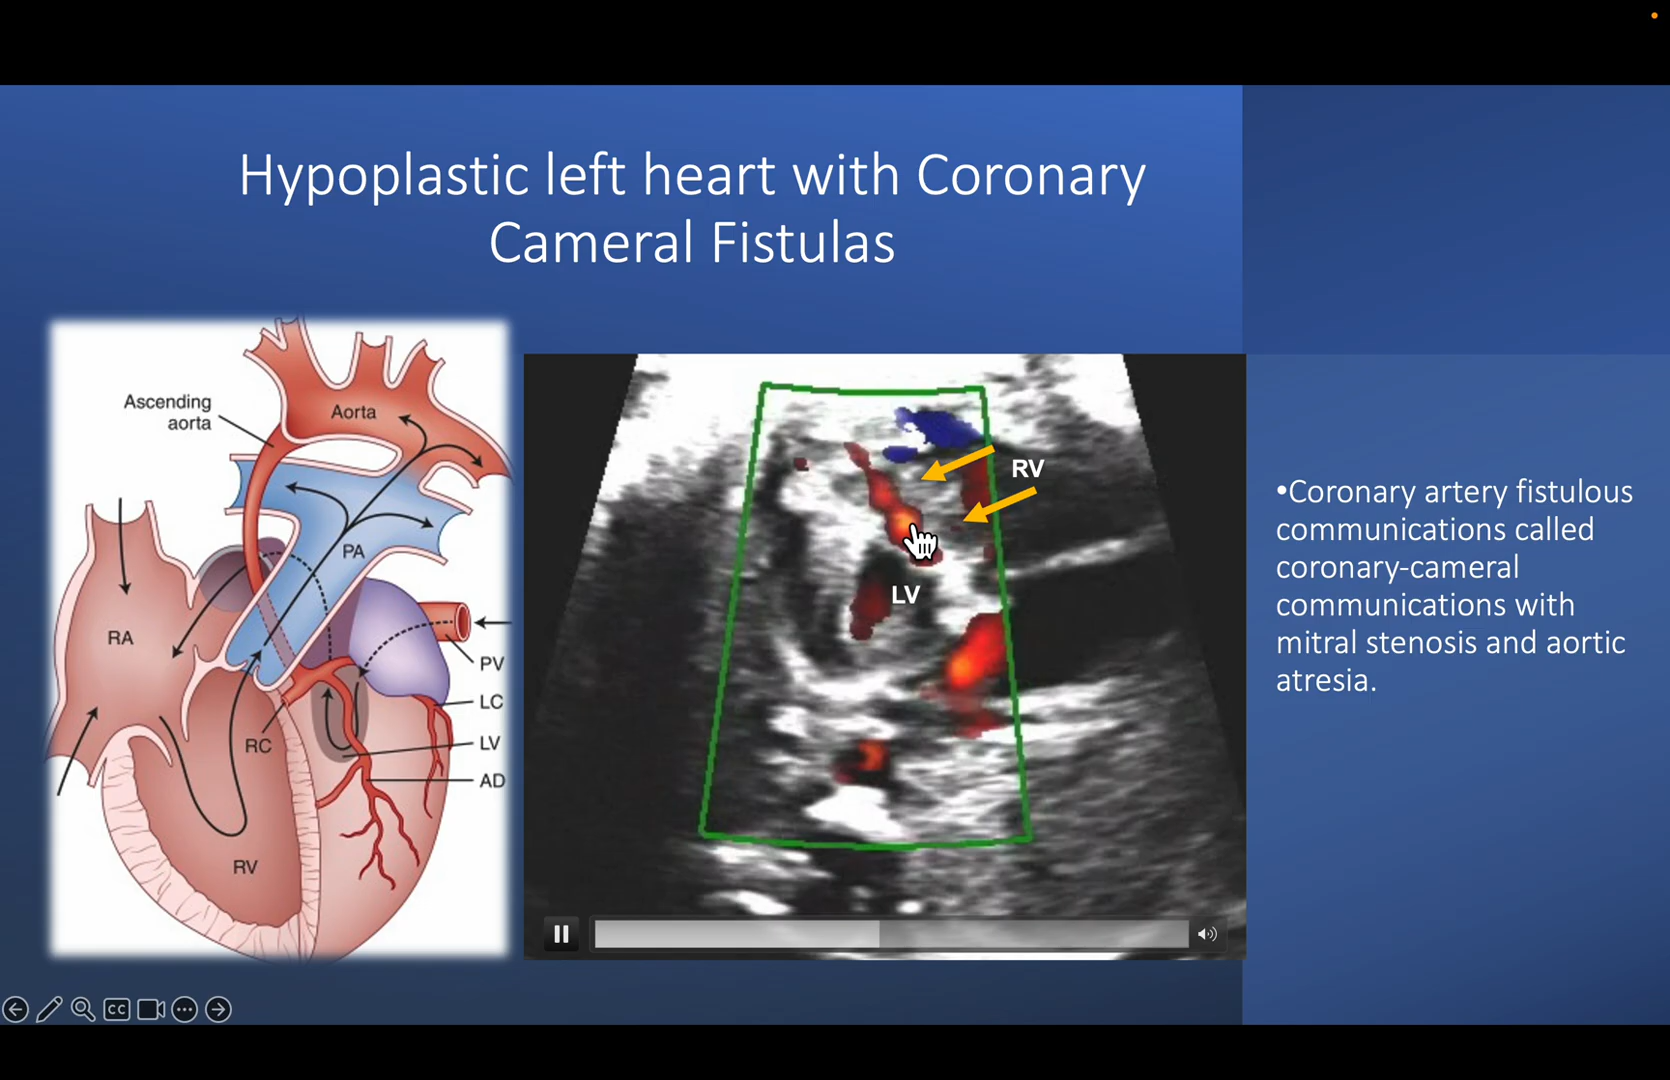 Hypoplastic left heart with Coronary
Cameral Fistulas
Ascending
aorta
Aorta
PA
RA
PV
LC
LV
RC
AD
RV
RV
LV
•Coronary artery fistulous
communications called
coronary-cameral
communications with
mitral stenosis and aortic
atresia.
CC